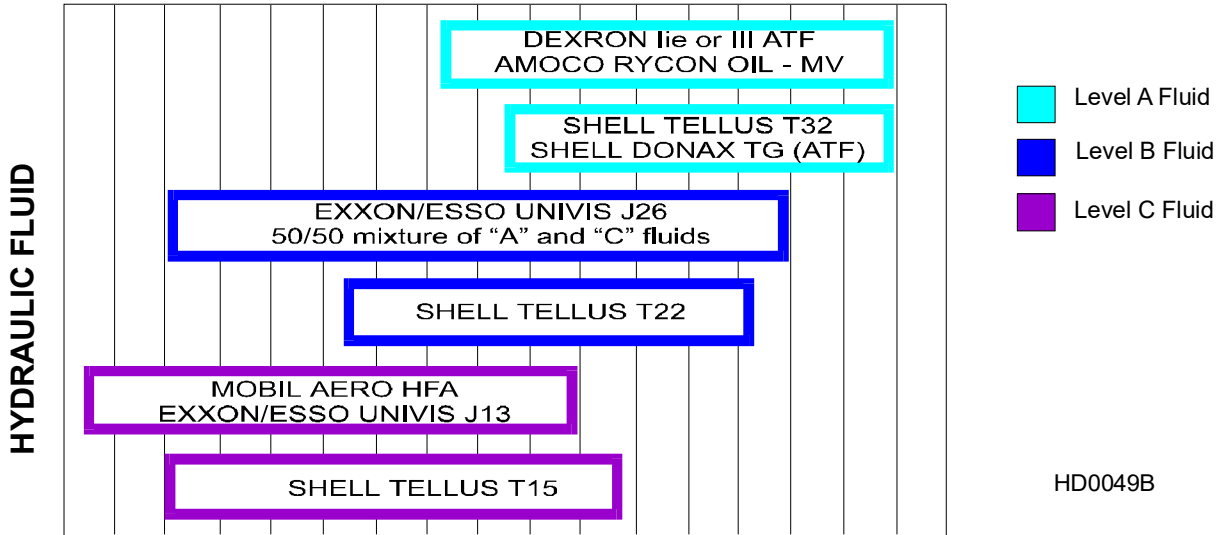 HYDRAULIC FLUID
DEXRON Iie or III ATF
AMOCO RYCON OIL - MV
SHELL TELLUS T32
SHELL DONAX TG (ATF)
EXXON/ESSO UNIVIS J26
50/50 mixture of “A” and “C” fluids
SHELL TELLUS T22
MOBIL AERO HFA
EXXON/ESSO UNIVIS J13
SHELL TELLUS T15
Level A Fluid
Level B Fluid
Level C Fluid
HD0049B